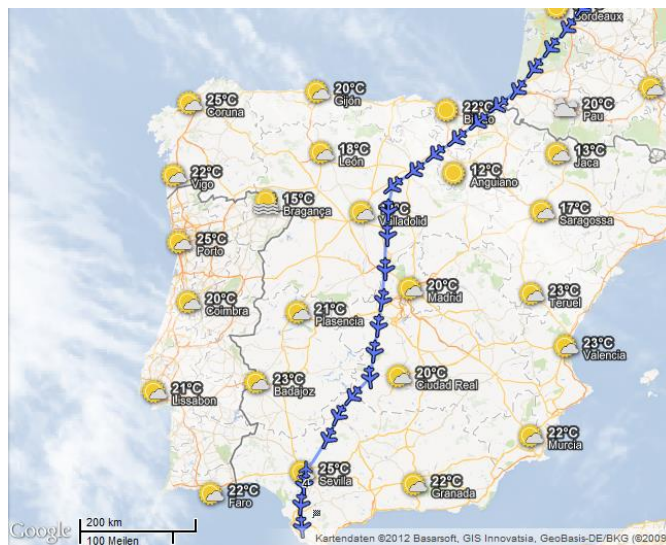 Bordeaux
25°C
Coruna
20°C
Gijón
22°C
20°C
Pau
18°C
León
13°C
Jaca
22°C
Vigo
12°C
Anguiano
15°C
Bragança
Valladolid
17°C
Saragossa
25°C
Porto
20°C
Coimbra
21°C
Plasencia
20°C
Madrid
23°C
Teruel
23°C
Valencia
21°C
Lissabon
23°C
Badajoz
20°C
Ciudad Real
22°C
Murcia
25°C
Sevilla
22°C
Faro
22°C
Granada
Google
200 km
100 Meilen
Kartendaten ©2012 Basarsoft, GIS Innovatsia, GeoBasis-DE/BKG (©2009